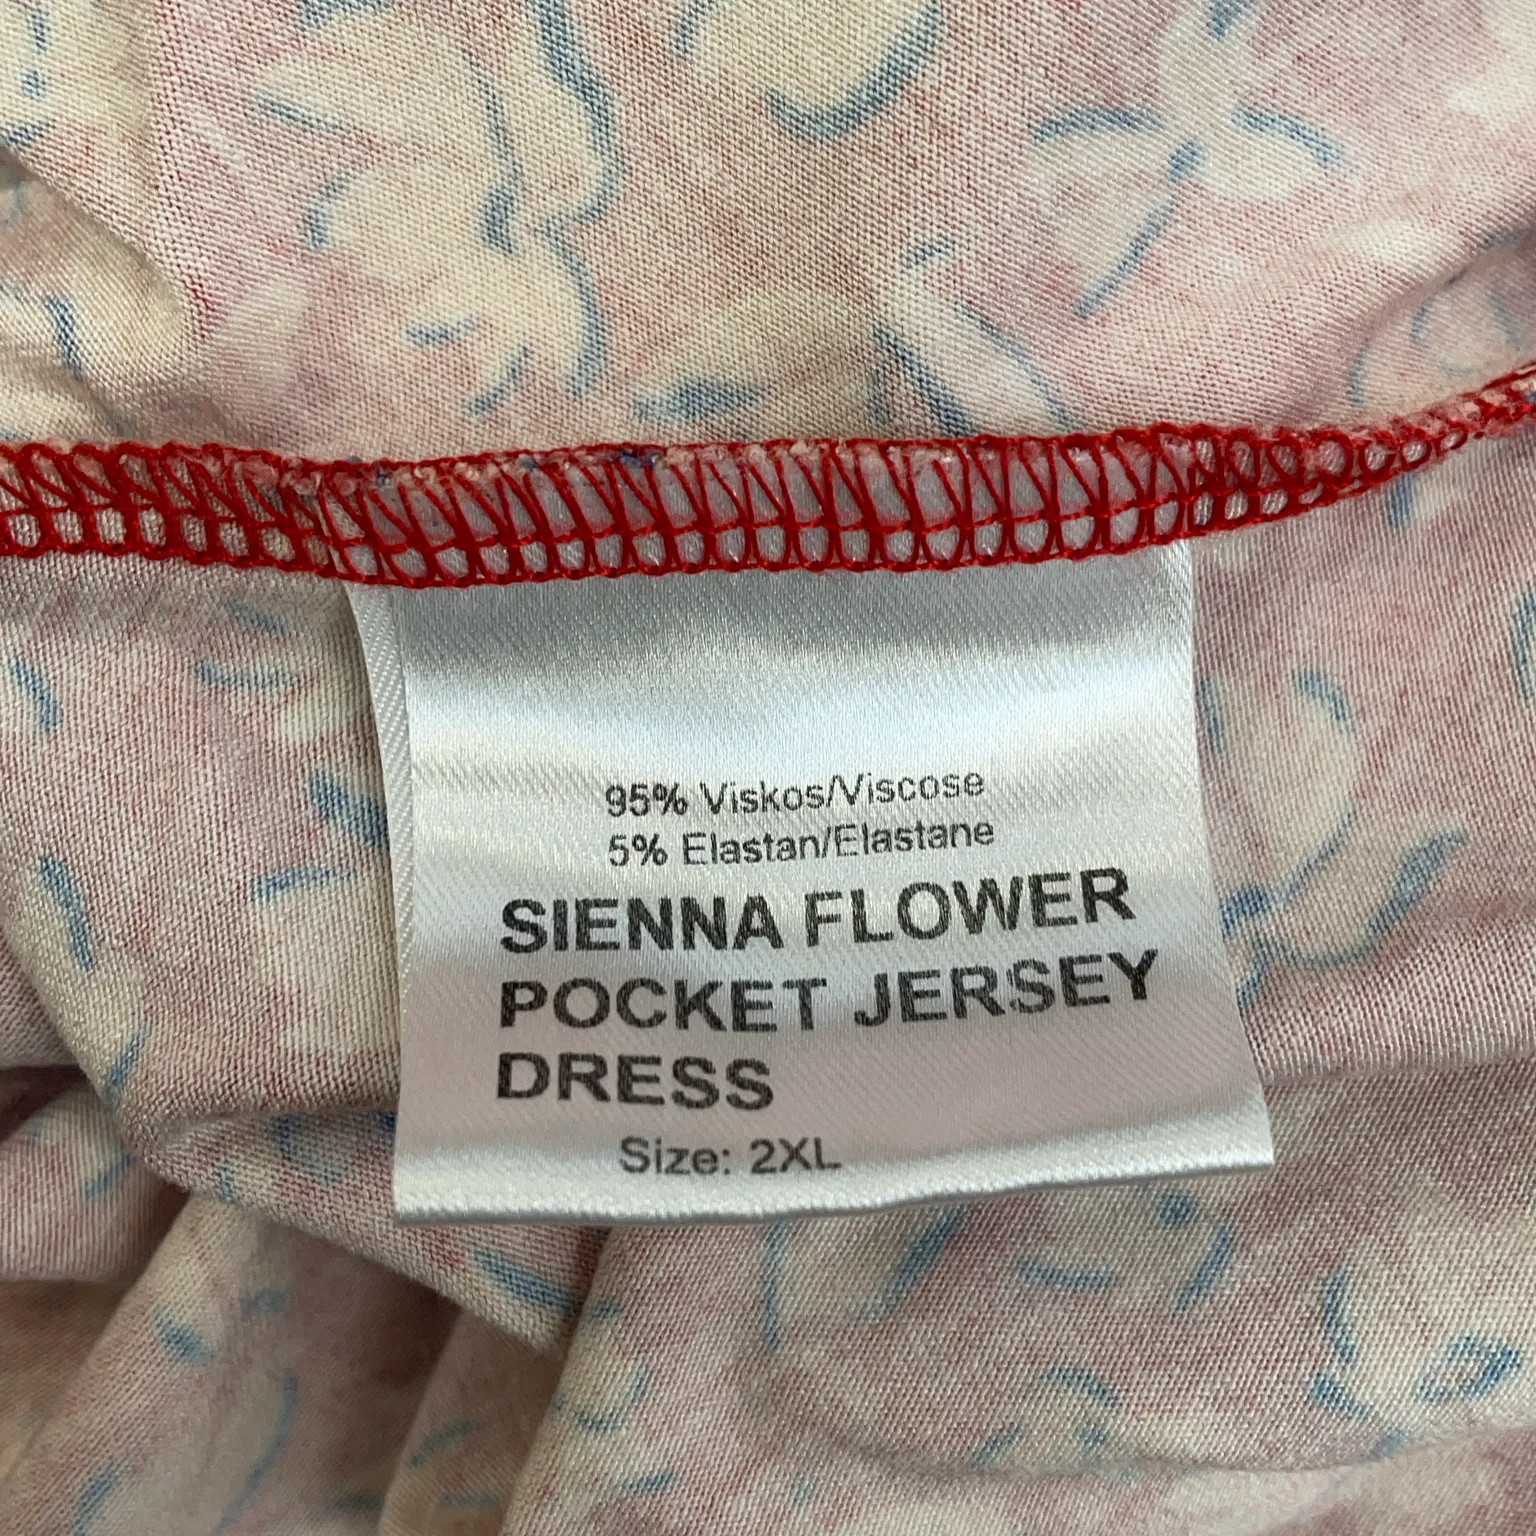 95% Viskos/Viscose
5% Elastan/Elastane
SIENNA FLOWER
POCKET JERSEY
DRESS
Size: 2XL